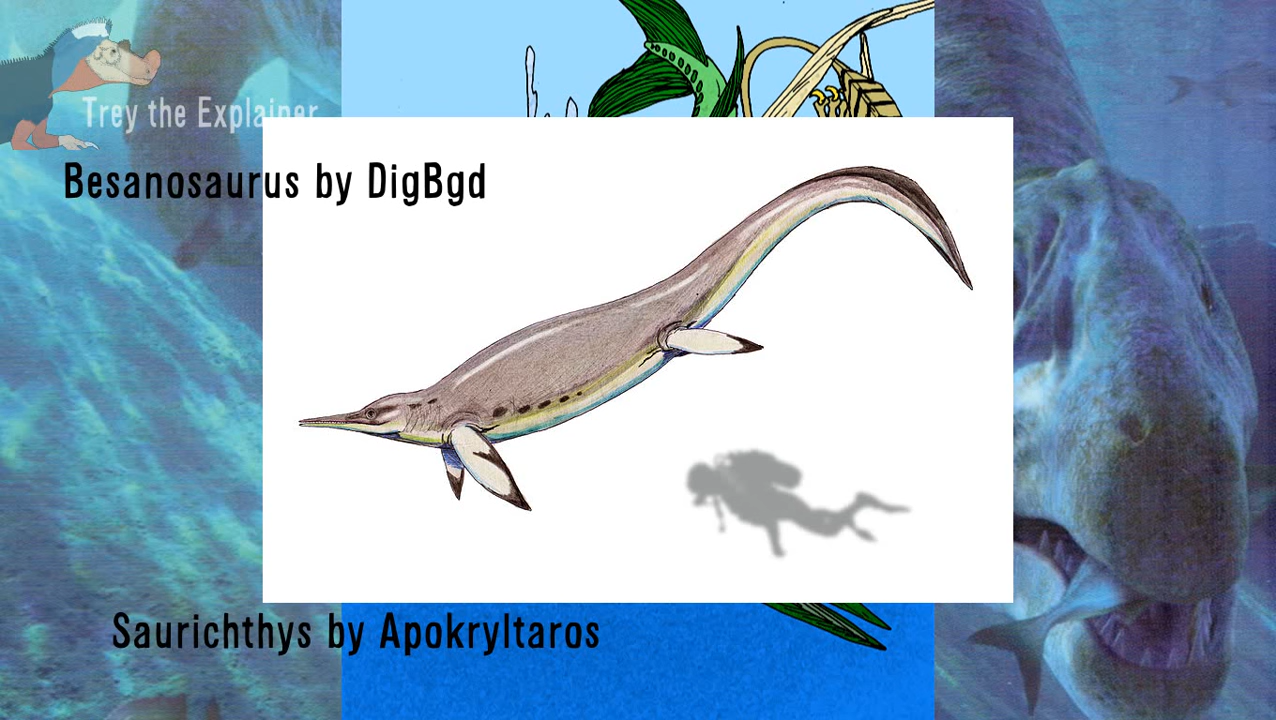 Trey the Explainer
Besanosaurus by DigBgd
Saurichthys by Apokryltaros